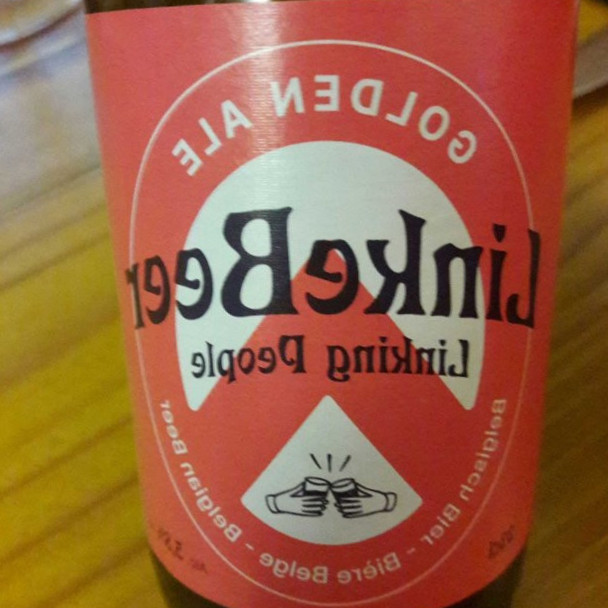 GOLDEN ALE
LinkeBeer
Linking People
Belgisch Bier - Bière Belge - Belgian Beer